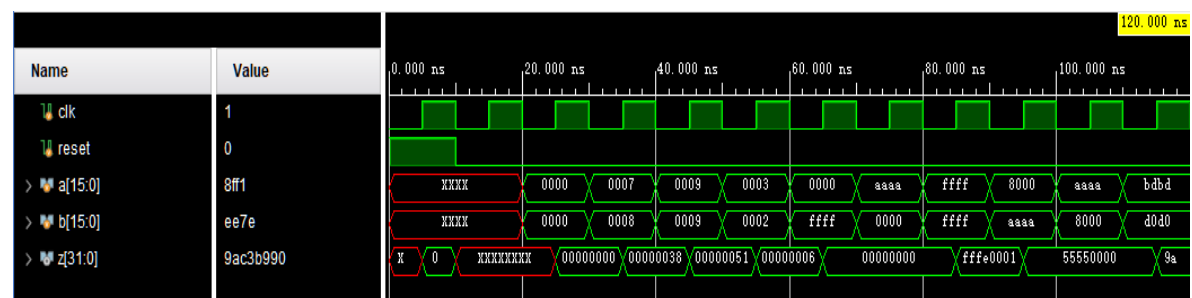 120.000 ns
Name Value 0.000 ns 20.000 ns 40.000 ns 60.000 ns 80.000 ns 100.000 ns
clk 1
reset 0
a[15:0] 8ff1 XXXX 0000 0007 0009 0003 0000 aaaa ffff 8000 aaaa bdbd
b[15:0] ee7e XXXX 0000 0008 0009 0002 ffff 0000 ffff aaaa 8000 d0d0
z[31:0] 9ac3b990 X 0 XXXXXXXX 00000000 00000038 00000051 00000006 00000000 fffe0001 55550000 9a